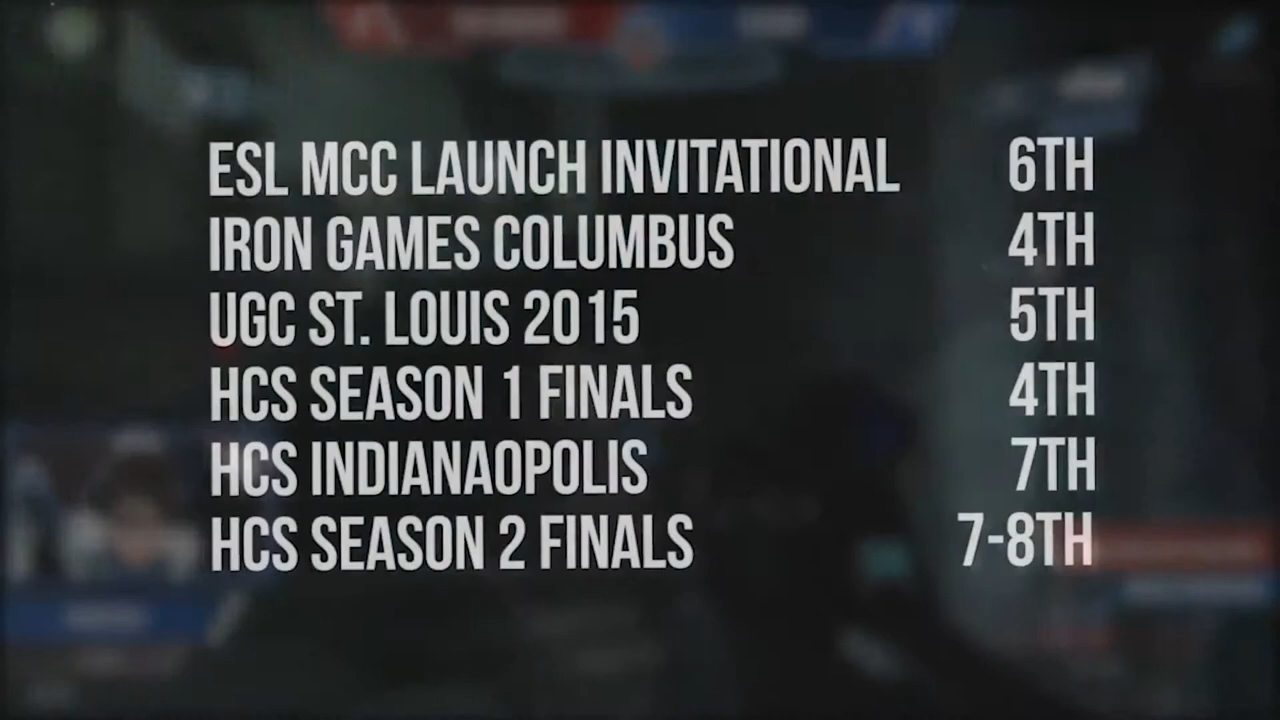 ESL MCC LAUNCH INVITATIONAL 6TH
IRON GAMES COLUMBUS 4TH
UGC ST. LOUIS 2015 5TH
HCS SEASON 1 FINALS 4TH
HCS INDIANAOPOLIS 7TH
HCS SEASON 2 FINALS 7-8TH